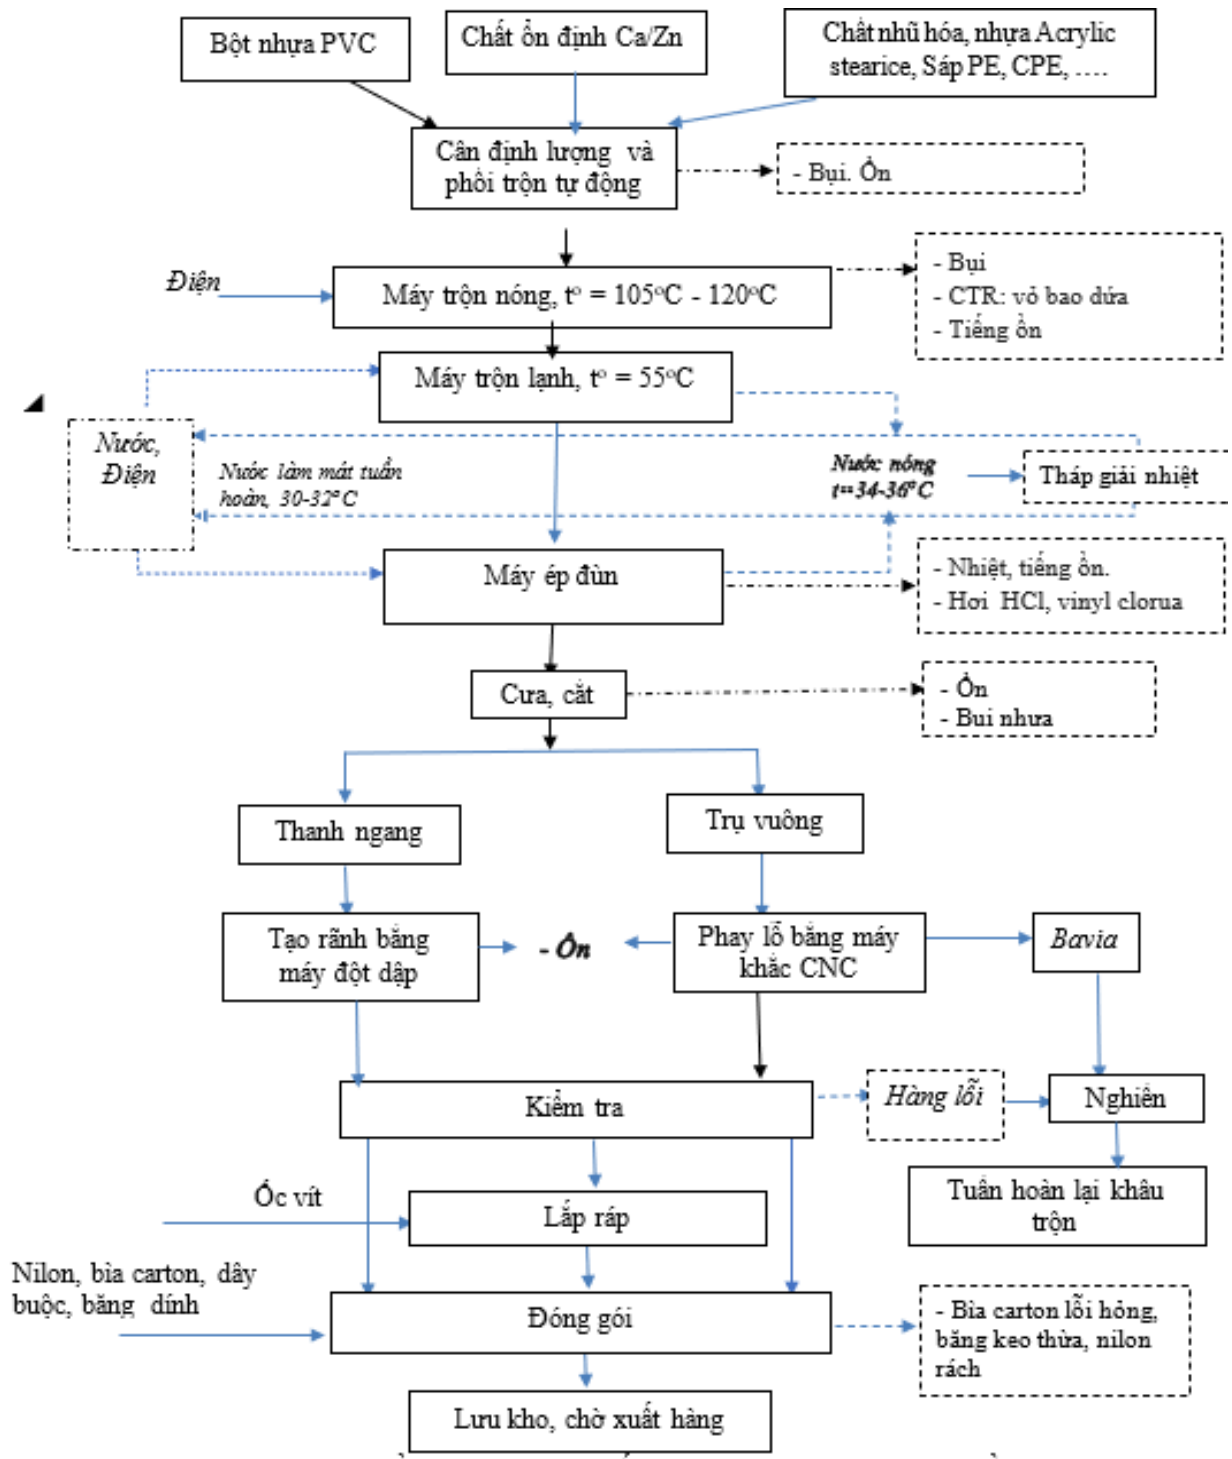 Bột nhựa PVC
Chất ổn định Ca/Zn
Chất nhũ hóa, nhựa Acrylic
stearice, Sáp PE, CPE, ….
Cân định lượng và
phối trộn tự động
- Bụi. Ồn
Điện
Máy trộn nóng, tº = 105ºC - 120ºC
- Bụi
- CTR: vỏ bao dứa
- Tiếng ồn
Máy trộn lạnh, tº = 55ºC
Nước,
Điện
Nước làm mát tuần
hoàn, 30-32ºC
Nước nóng
t=34-36ºC
Tháp giải nhiệt
Máy ép đùn
- Nhiệt, tiếng ồn.
- Hơi HCl, vinyl clorua
Cưa, cắt
- Ồn
- Bui nhưa
Thanh ngang
Trụ vuông
Tạo rãnh bằng
máy đột dập
- Ồn
Phay lỗ bằng máy
khắc CNC
Bavia
Kiểm tra
Hàng lỗi
Nghiền
Tuần hoàn lại khâu
trộn
Ốc vít
Lắp ráp
Nilon, bìa carton, dây
buộc, băng dính
Đóng gói
- Bìa carton lỗi hỏng,
băng keo thừa, nilon
rách
Lưu kho, chờ xuất hàng